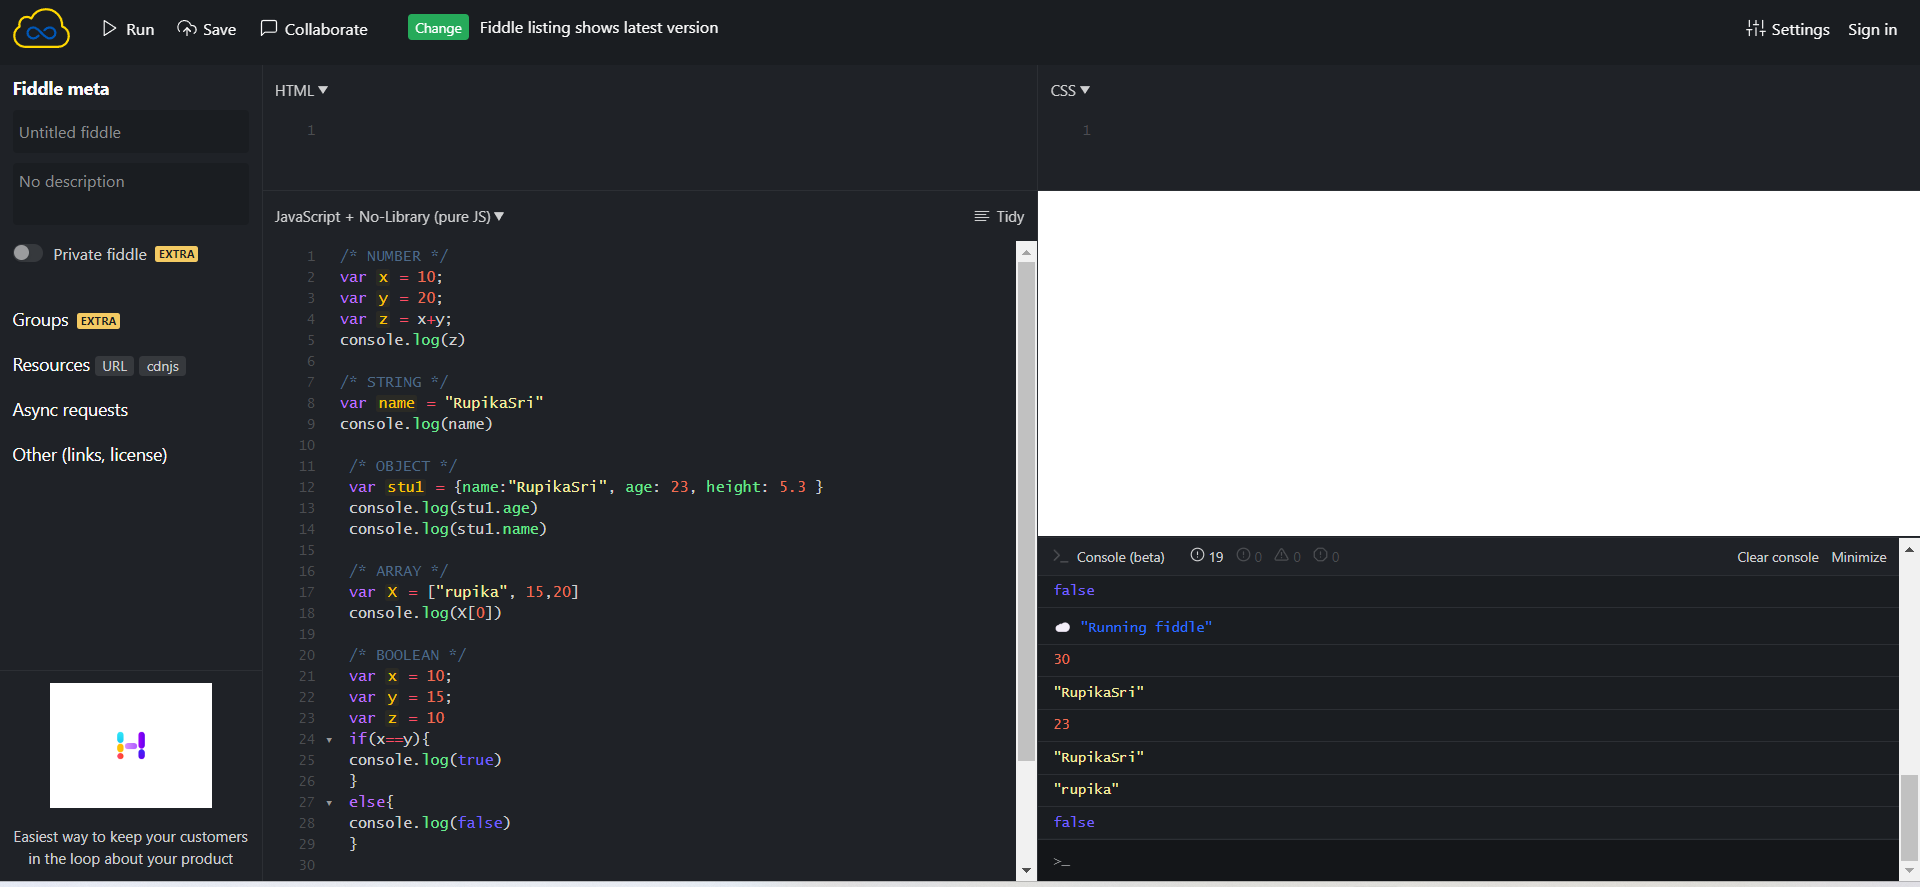 Run Save Collaborate Change Fiddle listing shows latest version Settings Sign in
Fiddle meta
Untitled fiddle
No description
Private fiddle EXTRA
Groups EXTRA
Resources URL cdnjs
Async requests
Other (links, license)
Easiest way to keep your customers
in the loop about your product
HTML ▼
1
CSS ▼
1
JavaScript + No-Library (pure JS) ▼ Tidy
1 /* NUMBER */
2 var x = 10;
3 var y = 20;
4 var z = x+y;
5 console.log(z)
6
7 /* STRING */
8 var name = "RupikaSri"
9 console.log(name)
10
11 /* OBJECT */
12 var stu1 = {name:"RupikaSri", age: 23, height: 5.3 }
13 console.log(stu1.age)
14 console.log(stu1.name)
15
16 /* ARRAY */
17 var X = ["rupika", 15,20]
18 console.log(X[0])
19
20 /* BOOLEAN */
21 var x = 10;
22 var y = 15;
23 var z = 10
24 if(x==y){
25 console.log(true)
26 }
27 else{
28 console.log(false)
29 }
30
>_ Console (beta) 19 0 0 0 Clear console Minimize
false
"Running fiddle"
30
"RupikaSri"
23
"RupikaSri"
"rupika"
false
>_